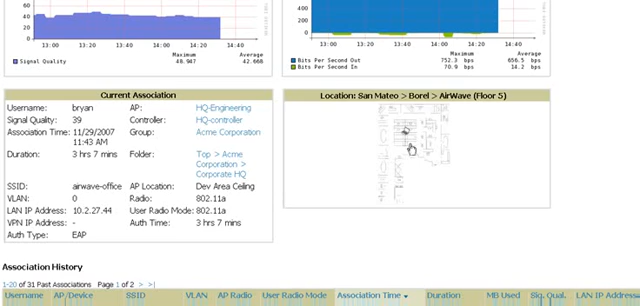 60
40
20
0
13:00 13:20 13:40 14:00 14:20 14:40
Maximum Average
Signal Quality 48.947 42.668
400
200
0
13:00 13:20 13:40 14:00 14:20 14:40
Maximum Average
Bits Per Second Out 752.3 bps 656.5 bps
Bits Per Second In 70.9 bps 14.2 bps
Current Association
Username: bryan AP: HQ-Engineering
Signal Quality: 39 Controller: HQ-controller
Association Time: 11/29/2007 11:43 AM Group: Acme Corporation
Duration: 3 hrs 7 mins Folder: Top > Acme
Corporation >
Corporate HQ
SSID: airwave-office AP Location: Dev Area Ceiling
VLAN: 0 Radio: 802.11a
LAN IP Address: 10.2.27.44 User Radio Mode: 802.11a
VPN IP Address: - Auth Time: 3 hrs 7 mins
Auth Type: EAP
Location: San Mateo > Borel > AirWave (Floor 5)
Association History
1-20 of 31 Past Associations Page 1 of 2 > >|
Username AP/Device SSID VLAN AP Radio User Radio Mode Association Time Duration MB Used Sig. Qual. LAN IP Address